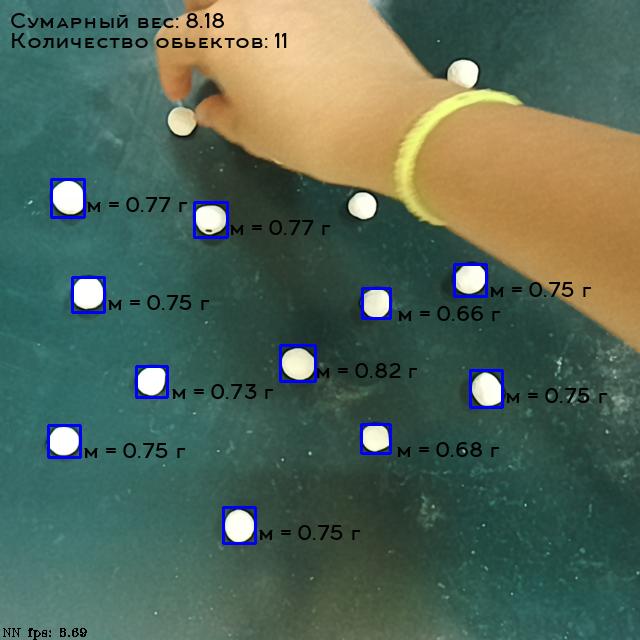 Сумарный вес: 8.18
Количество обьектов: 11
м = 0.77 г
м = 0.77 г
м = 0.75 г
м = 0.75 г
м = 0.66 г
м = 0.82 г
м = 0.73 г
м = 0.75 г
м = 0.75 г
м = 0.68 г
м = 0.75 г
NN fps: 8.69